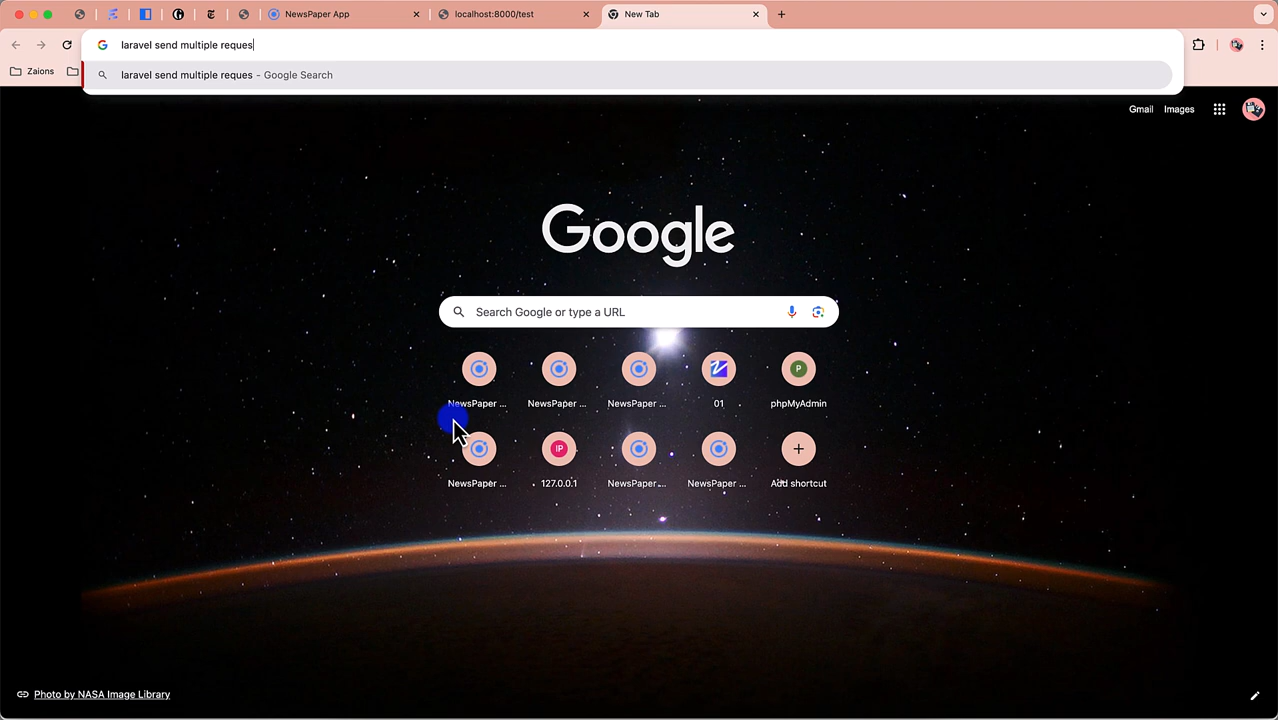 NewsPaper App
localhost:8000/test
New Tab
laravel send multiple reques
Zaions
laravel send multiple reques - Google Search
Gmail
Images
Google
Search Google or type a URL
NewsPaper ...
NewsPaper ...
NewsPaper ...
01
P
phpMyAdmin
NewsPaper ...
IP
127.0.0.1
NewsPaper ...
NewsPaper ...
Add shortcut
Photo by NASA Image Library